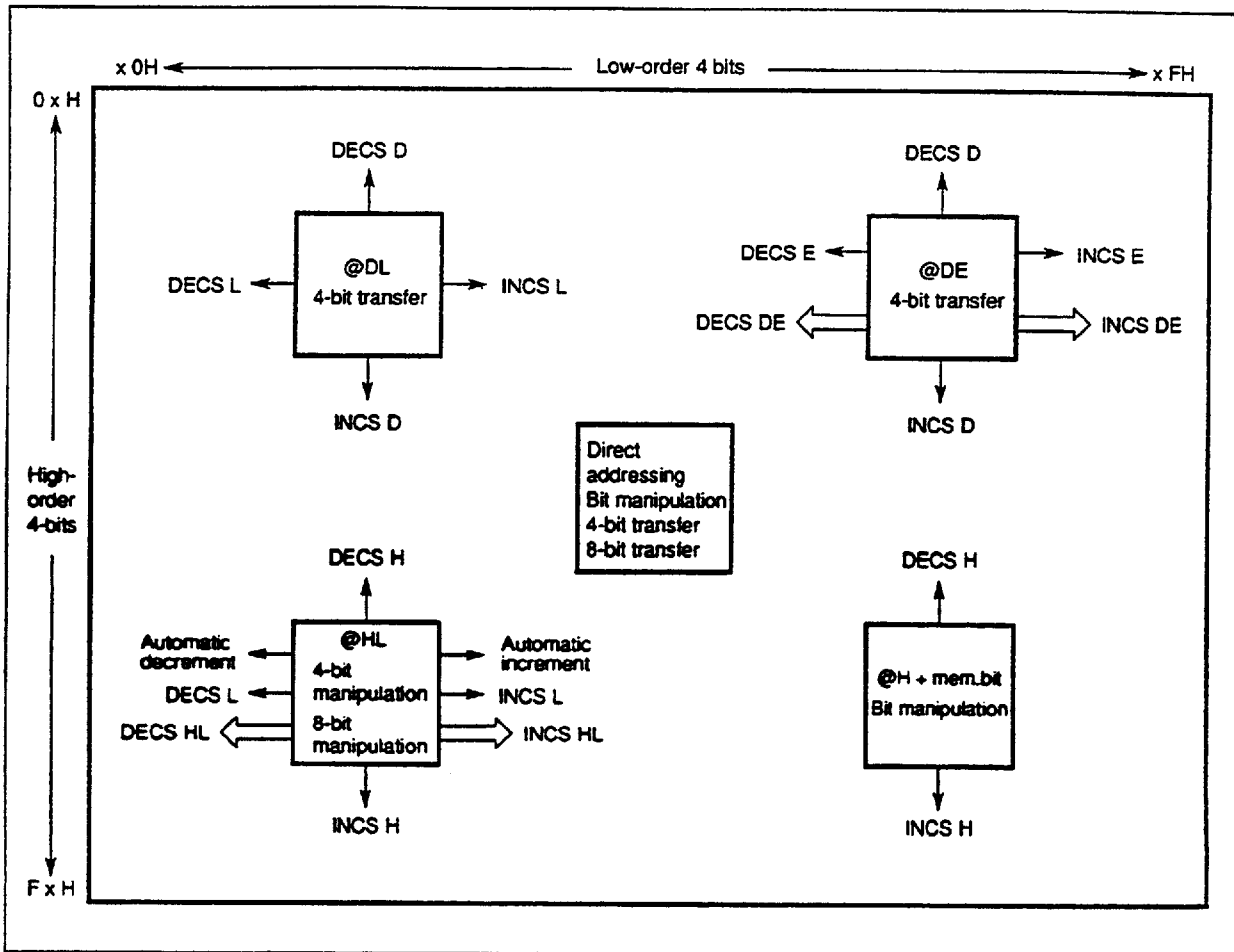 x 0H
Low-order 4 bits
x FH
0 x H
High-
order
4-bits
F x H
DECS D
@DL
4-bit transfer
DECS L
INCS L
INCS D
DECS D
@DE
4-bit transfer
DECS E
INCS E
DECS DE
INCS DE
INCS D
Direct
addressing
Bit manipulation
4-bit transfer
8-bit transfer
DECS H
@HL
4-bit
manipulation
8-bit
manipulation
Automatic
decrement
Automatic
increment
DECS L
INCS L
DECS HL
INCS HL
INCS H
DECS H
@H + mem.bit
Bit manipulation
INCS H